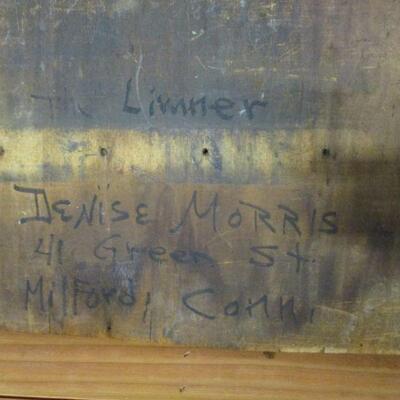 The Limner
DENISE MORRIS
41 Green St.
Milford, Conn.